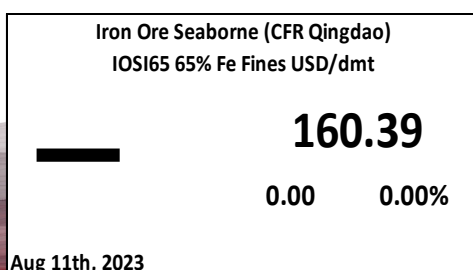 Iron Ore Seaborne (CFR Qingdao)
IOSI65 65% Fe Fines USD/dmt
160.39
0.00 0.00%
Aug 11th, 2023